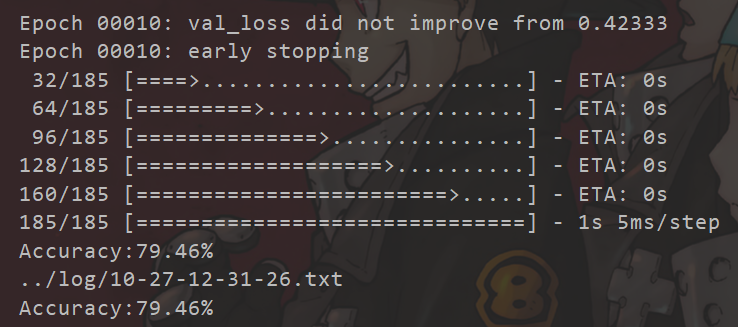 Epoch 00010: val_loss did not improve from 0.42333
Epoch 00010: early stopping
 32/185 [====>.........................] - ETA: 0s
 64/185 [=========>....................] - ETA: 0s
 96/185 [==============>...............] - ETA: 0s
128/185 [===================>..........] - ETA: 0s
160/185 [========================>.....] - ETA: 0s
185/185 [==============================] - 1s 5ms/step
Accuracy:79.46%
../log/10-27-12-31-26.txt
Accuracy:79.46%
8